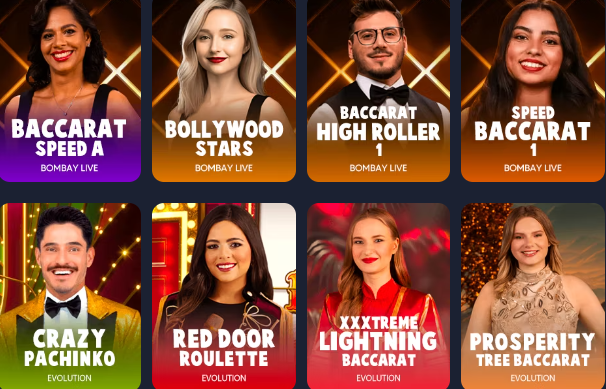 BACCARAT
SPEED A
BOMBAY LIVE
BOLLYWOOD
STARS
BOMBAY LIVE
BACCARAT
HIGH ROLLER
1
BOMBAY LIVE
SPEED
BACCARAT
1
BOMBAY LIVE
CRAZY
PACHINKO
EVOLUTION
RED DOOR
ROULETTE
EVOLUTION
XXXTREME
LIGHTNING
BACCARAT
EVOLUTION
PROSPERITY
TREE BACCARAT
EVOLUTION